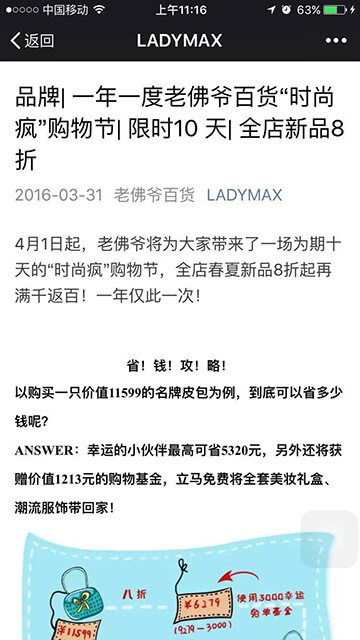 中国移动
上午11:16
63%
返回
LADYMAX
品牌| 一年一度老佛爷百货“时尚
疯”购物节| 限时10 天| 全店新品8
折
2016-03-31 老佛爷百货 LADYMAX
4月1日起，老佛爷将为大家带来了一场为期十
天的“时尚疯”购物节，全店春夏新品8折起再
满千返百！一年仅此一次！
省！钱！攻！略！
以购买一只价值11599的名牌皮包为例，到底可以省多少
钱呢？
ANSWER：幸运的小伙伴最高可省5320元，另外还将获
赠价值1213元的购物基金，立马免费将全套美妆礼盒、
潮流服饰带回家！
八折
¥6279
使用3000幸运
免单基金
(9279-3000)
¥11599